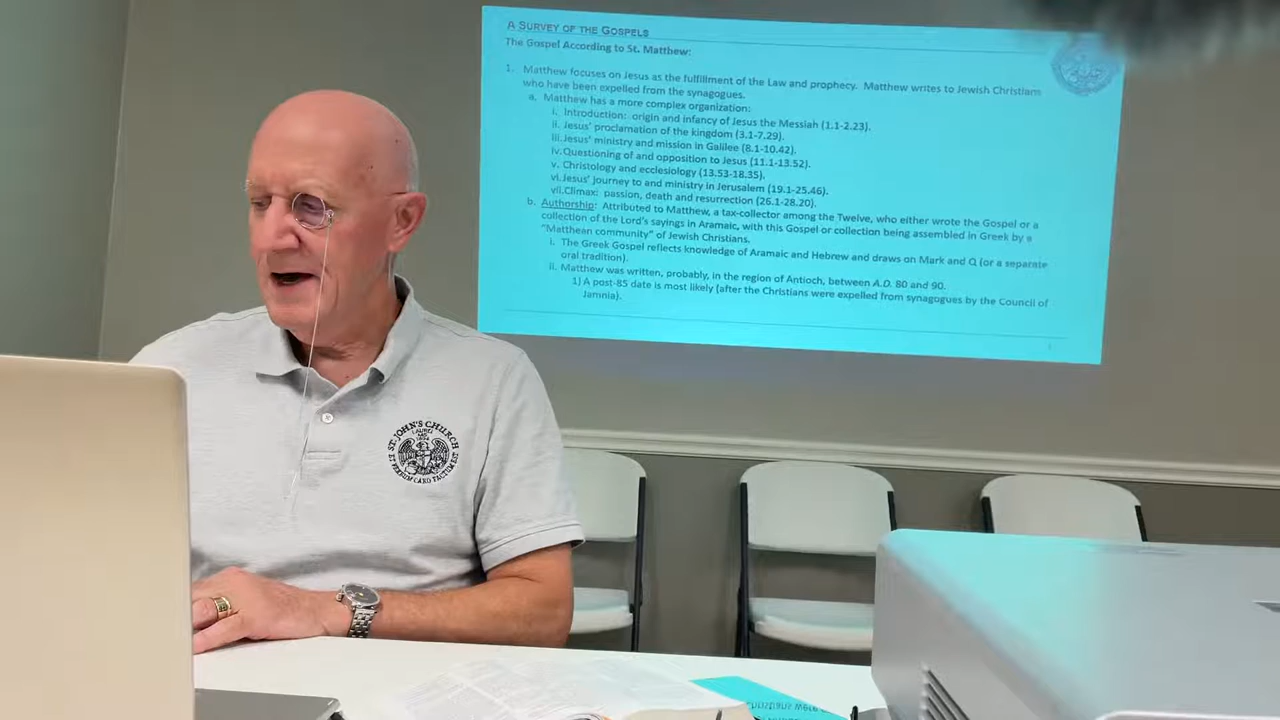 A SURVEY OF THE GOSPELS
The Gospel According to St. Matthew:
1. Matthew focuses on Jesus as the fulfillment of the Law and prophecy. Matthew writes to Jewish Christians
who have been expelled from the synagogues.
a. Matthew has a more complex organization:
i. Introduction: origin and infancy of Jesus the Messiah (1.1-2.23).
ii. Jesus' proclamation of the kingdom (3.1-7.29).
iii. Jesus' ministry and mission in Galilee (8.1-10.42).
iv. Questioning of and opposition to Jesus (11.1-13.52).
v. Christology and ecclesiology (13.53-18.35).
vi. Jesus' journey to and ministry in Jerusalem (19.1-25.46).
vii. Climax: passion, death and resurrection (26.1-28.20).
b. Authorship: Attributed to Matthew, a tax-collector among the Twelve, who either wrote the Gospel or a
collection of the Lord's sayings in Aramaic, with this Gospel or collection being assembled in Greek by a
"Matthean community" of Jewish Christians.
i. The Greek Gospel reflects knowledge of Aramaic and Hebrew and draws on Mark and Q (or a separate
oral tradition).
ii. Matthew was written, probably, in the region of Antioch, between A.D. 80 and 90.
1) A post-85 date is most likely (after the Christians were expelled from synagogues by the Council of
Jamnia).
ST. JOHN'S CHURCH
LAUREL
ET VERBUM CARO FACTUM EST